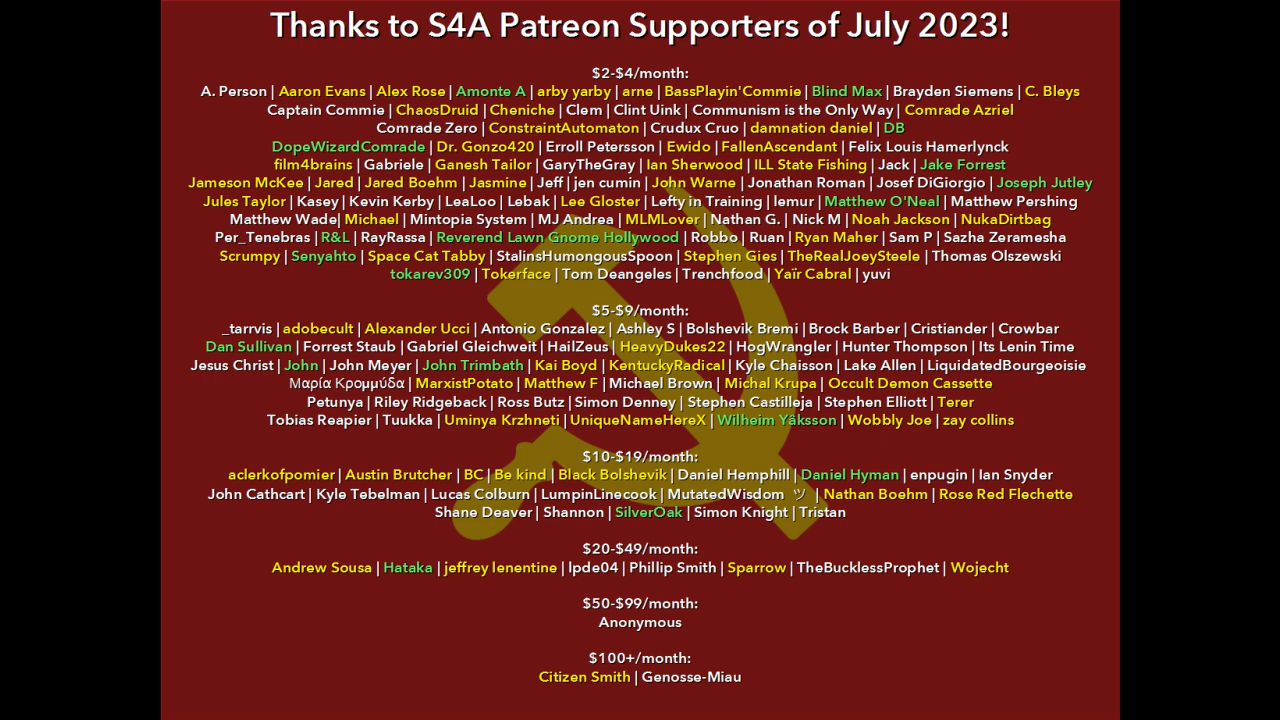 Thanks to S4A Patreon Supporters of July 2023!
$2-$4/month:
A. Person | Aaron Evans | Alex Rose | Amonte A | arby yarby | arne | BassPlayin'Commie | Blind Max | Brayden Siemens | C. Bleys
Captain Commie | ChaosDruid | Cheniche | Clem | Clint Uink | Communism is the Only Way | Comrade Azriel
Comrade Zero | ConstraintAutomaton | Crudux Cruo | damnation daniel | DB
DopeWizardComrade | Dr. Gonzo420 | Erroll Petersson | Ewido | FallenAscendant | Felix Louis Hamerlynck
film4brains | Gabriele | Ganesh Tailor | GaryTheGray | Ian Sherwood | ILL State Fishing | Jack | Jake Forrest
Jameson McKee | Jared | Jared Boehm | Jasmine | Jeff | jen cumin | John Warne | Jonathan Roman | Josef DiGiorgio | Joseph Jutley
Jules Taylor | Kasey | Kevin Kerby | LeaLoo | Lebak | Lee Gloster | Lefty in Training | lemur | Matthew O'Neal | Matthew Pershing
Matthew Wade| Michael | Mintopia System | MJ Andrea | MLMLover | Nathan G. | Nick M | Noah Jackson | NukaDirtbag
Per_Tenebras | R&L | RayRassa | Reverend Lawn Gnome Hollywood | Robbo | Ruan | Ryan Maher | Sam P | Sazha Zeramesha
Scrumpy | Senyahto | Space Cat Tabby | StalinsHumongousSpoon | Stephen Gies | TheRealJoeySteele | Thomas Olszewski
tokarev309 | Tokerface | Tom Deangeles | Trenchfood | Yaïr Cabral | yuvi
$5-$9/month:
_tarrvis | adobecult | Alexander Ucci | Antonio Gonzalez | Ashley S | Bolshevik Bremi | Brock Barber | Cristiander | Crowbar
Dan Sullivan | Forrest Staub | Gabriel Gleichweit | HailZeus | HeavyDukes22 | HogWrangler | Hunter Thompson | Its Lenin Time
Jesus Christ | John | John Meyer | John Trimbath | Kai Boyd | KentuckyRadical | Kyle Chaisson | Lake Allen | LiquidatedBourgeoisie
Μαρία Κρομμύδα | MarxistPotato | Matthew F | Michael Brown | Michal Krupa | Occult Demon Cassette
Petunya | Riley Ridgeback | Ross Butz | Simon Denney | Stephen Castilleja | Stephen Elliott | Terer
Tobias Reapier | Tuukka | Uminya Krzhneti | UniqueNameHereX | Wilheim Yäksson | Wobbly Joe | zay collins
$10-$19/month:
aclerkofpomier | Austin Brutcher | BC | Be kind | Black Bolshevik | Daniel Hemphill | Daniel Hyman | enpugin | Ian Snyder
John Cathcart | Kyle Tebelman | Lucas Colburn | LumpinLinecook | MutatedWisdom ツ | Nathan Boehm | Rose Red Flechette
Shane Deaver | Shannon | SilverOak | Simon Knight | Tristan
$20-$49/month:
Andrew Sousa | Hataka | jeffrey lenentine | lpde04 | Phillip Smith | Sparrow | TheBucklessProphet | Wojecht
$50-$99/month:
Anonymous
$100+/month:
Citizen Smith | Genosse-Miau